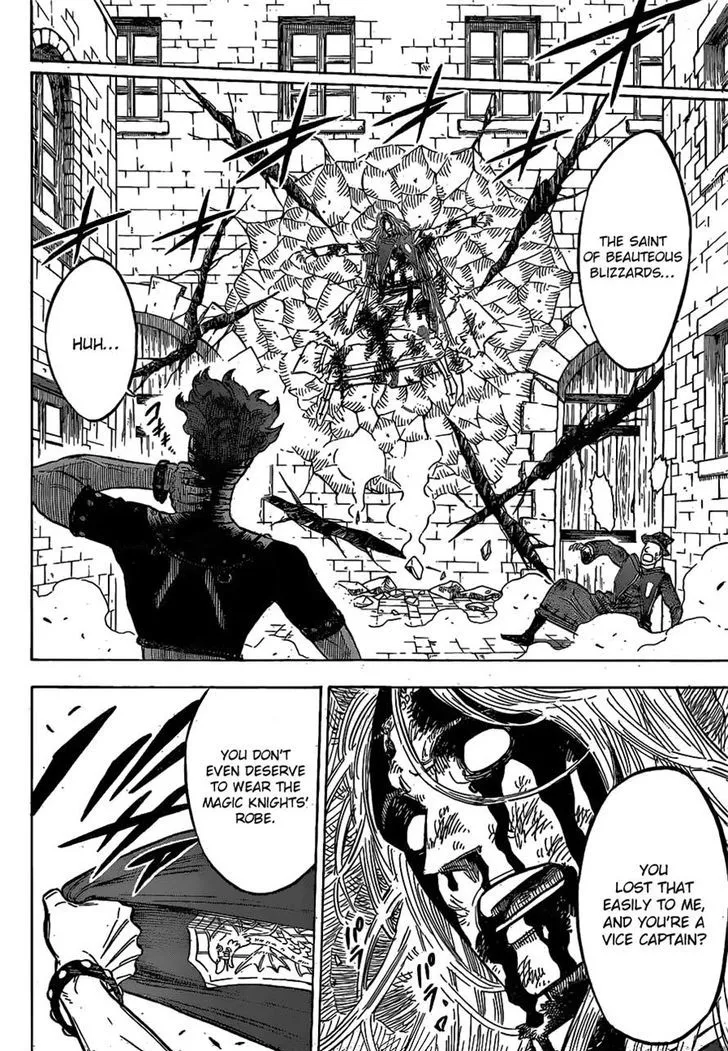 THE SAINT
OF BEAUTEOUS
BLIZZARDS...
HUH...
YOU
LOST THAT
EASILY TO ME,
AND YOU'RE A
VICE CAPTAIN?
YOU DON'T
EVEN DESERVE
TO WEAR THE
MAGIC KNIGHTS'
ROBE.